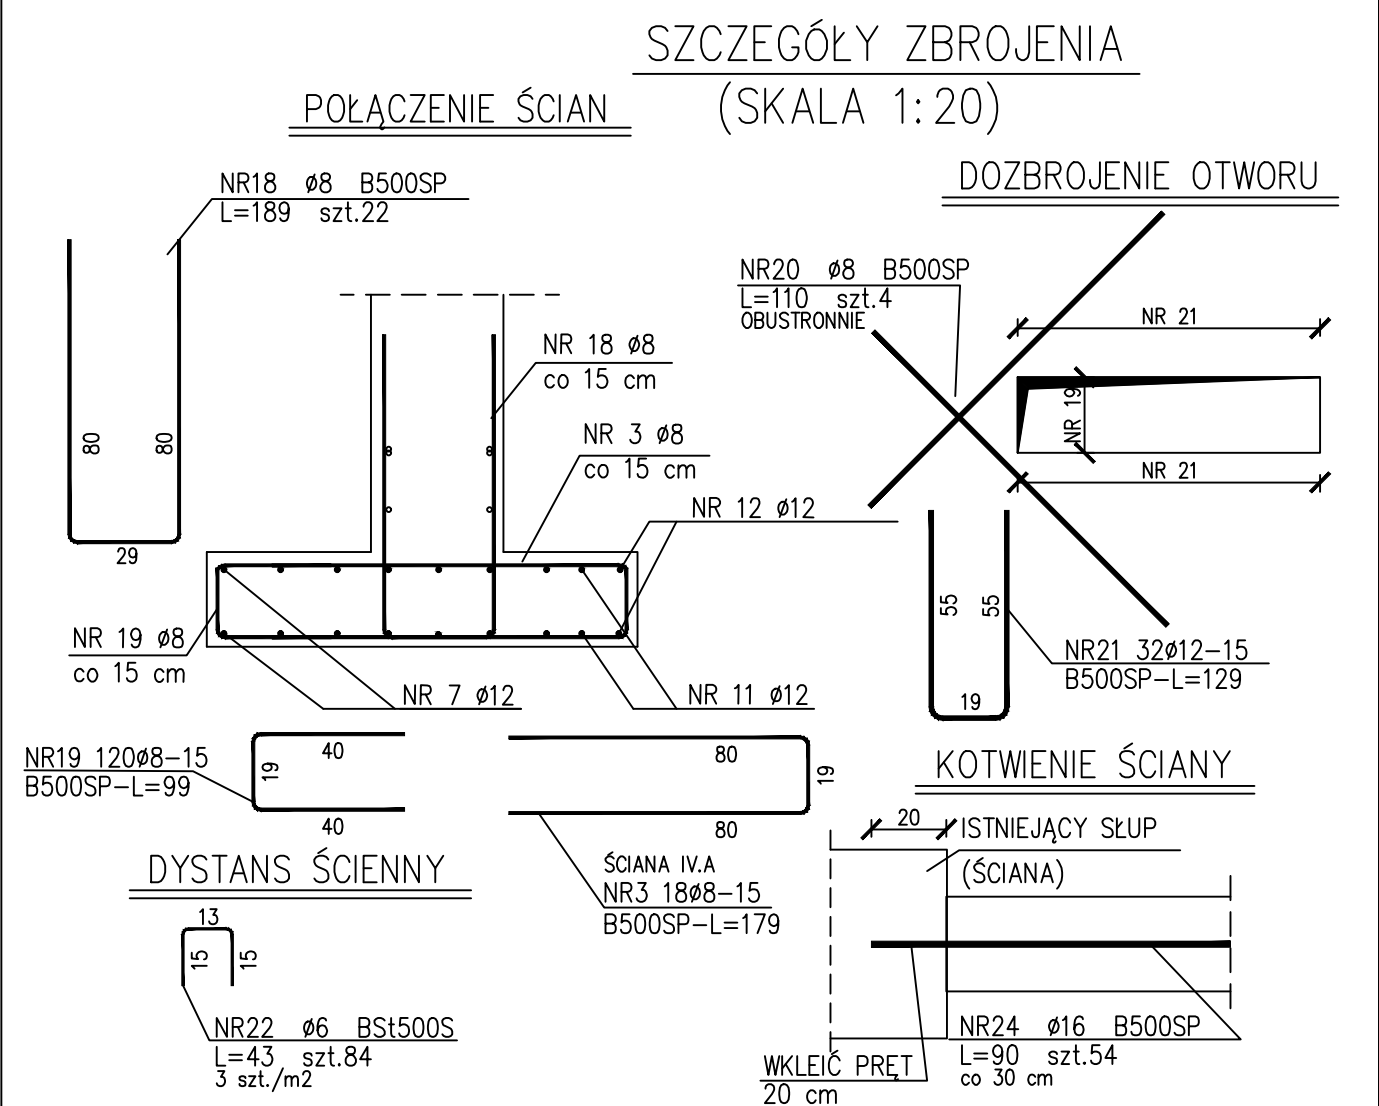 SZCZEGÓŁY ZBROJENIA
(SKALA 1:20)
POŁĄCZENIE ŚCIAN
NR18 ø8 B500SP
L=189 szt.22
80
80
29
NR 18 ø8
co 15 cm
NR 3 ø8
co 15 cm
NR 12 ø12
NR 19 ø8
co 15 cm
NR 7 ø12
NR 11 ø12
NR19 120ø8-15
B500SP-L=99
40
19
40
80
19
80
ŚCIANA IV.A
NR3 18ø8-15
B500SP-L=179
DOZBROJENIE OTWORU
NR20 ø8 B500SP
L=110 szt.4
OBUSTRONNIE
NR 21
NR 19
NR 21
55
55
19
NR21 32ø12-15
B500SP-L=129
DYSTANS ŚCIENNY
13
15
15
NR22 ø6 BSt500S
L=43 szt.84
3 szt./m2
KOTWIENIE ŚCIANY
20
ISTNIEJĄCY SŁUP
(ŚCIANA)
WKLEIĆ PRĘT
20 cm
NR24 ø16 B500SP
L=90 szt.54
co 30 cm